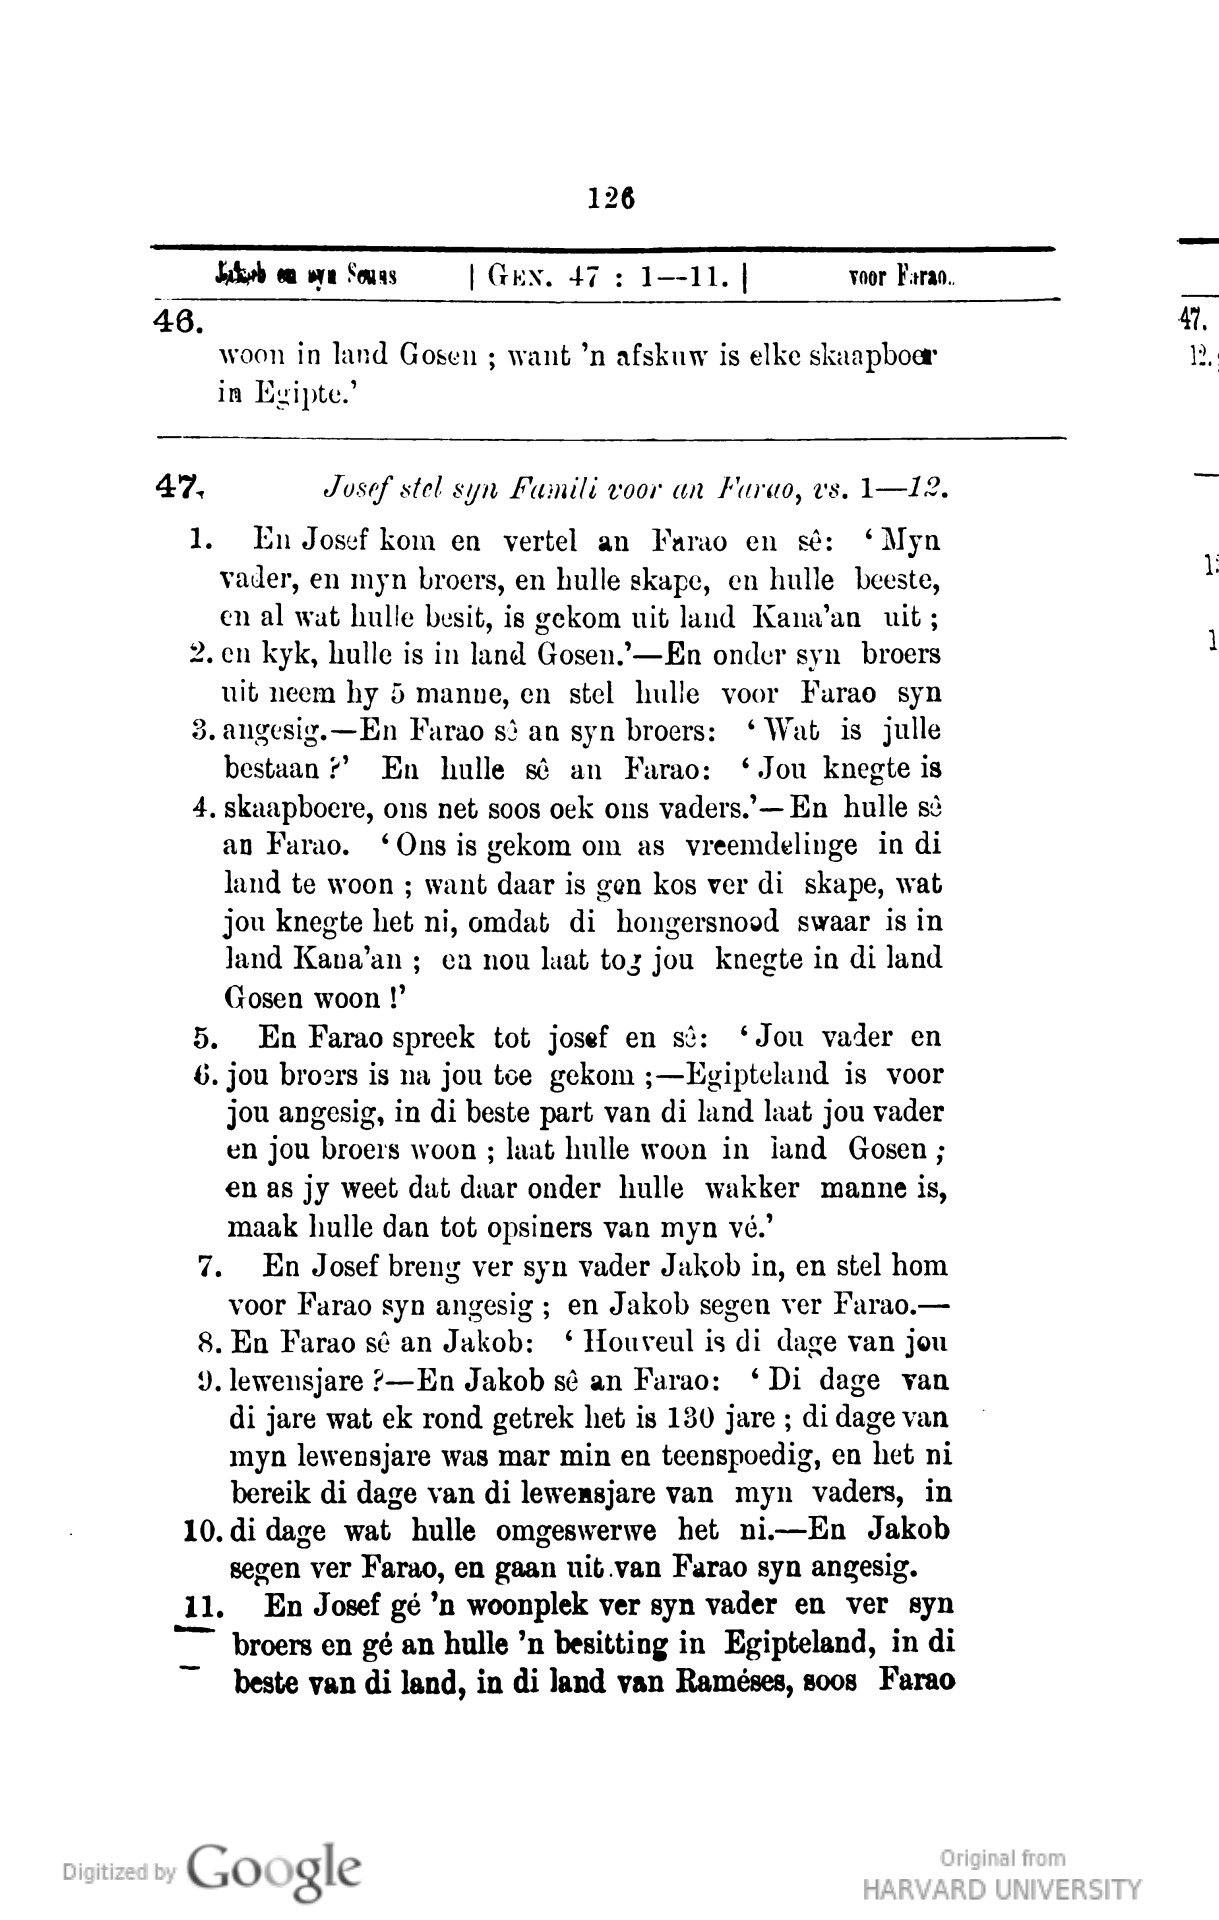 126
Jakob en syn Seuns | GEN. 47 : 1—11. | voor Farao.
46.
woon in land Gosen ; want ’n afskuw is elke skaapboer
in Egipte.’
47. Josef stel syn Famili voor an Farao, vs. 1—12.
1. En Josef kom en vertel an Farao en sê: ‘ Myn
vader, en myn broers, en hulle skape, en hulle beeste,
en al wat hulle besit, is gekom uit land Kana’an uit ;
2. en kyk, hulle is in land Gosen.’—En onder syn broers
uit neem hy 5 manne, en stel hulle voor Farao syn
3. angesig.—En Farao sê an syn broers: ‘ Wat is julle
bestaan ?’ En hulle sê an Farao: ‘ Jou knegte is
4. skaapboere, ons net soos oek ons vaders.’—En hulle sê
an Farao. ‘ Ons is gekom om as vreemdelinge in di
land te woon ; want daar is gen kos ver di skape, wat
jou knegte het ni, omdat di hongersnood swaar is in
land Kana’an ; en nou laat tog jou knegte in di land
Gosen woon !’
5. En Farao spreek tot josef en sê: ‘ Jou vader en
6. jou broers is na jou toe gekom ;—Egipteland is voor
jou angesig, in di beste part van di land laat jou vader
en jou broers woon ; laat hulle woon in land Gosen ;
en as jy weet dat daar onder hulle wakker manne is,
maak hulle dan tot opsiners van myn vé.’
7. En Josef breng ver syn vader Jakob in, en stel hom
voor Farao syn angesig ; en Jakob segen ver Farao.—
8. En Farao sê an Jakob: ‘ Houveul is di dage van jou
9. lewensjare ?—En Jakob sê an Farao: ‘ Di dage van
di jare wat ek rond getrek het is 130 jare ; di dage van
myn lewensjare was mar min en teenspoedig, en het ni
bereik di dage van di lewensjare van myn vaders, in
10. di dage wat hulle omgeswerwe het ni.—En Jakob
segen ver Farao, en gaan uit van Farao syn angesig.
11. En Josef gé ’n woonplek ver syn vader en ver syn
broers en gé an hulle ’n besitting in Egipteland, in di
beste van di land, in di land van Raméses, soos Farao
47.
12.
Digitized by Google
Original from
HARVARD UNIVERSITY